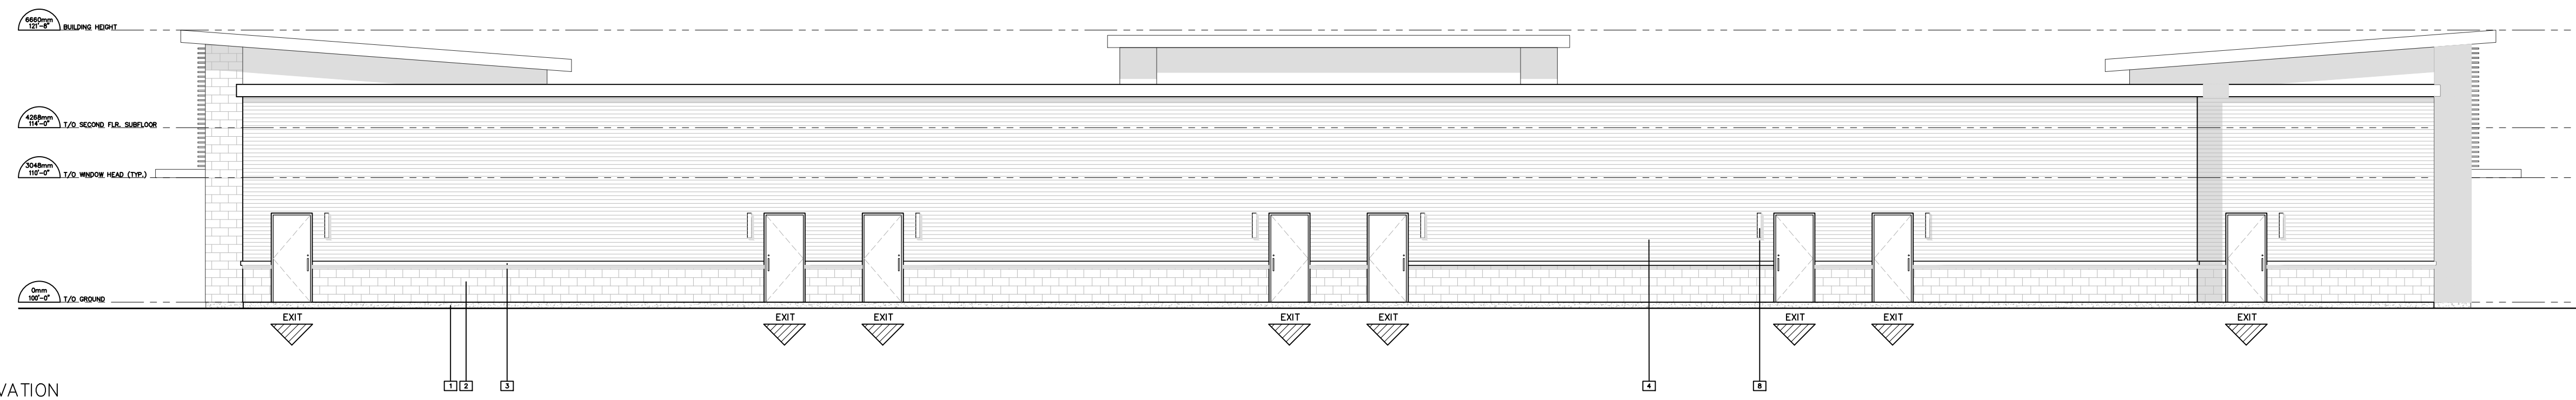 6660mm
121'-8" BUILDING HEIGHT
4268mm
114'-0" T/O SECOND FLR. SUBFLOOR
3048mm
110'-0" T/O WINDOW HEAD (TYP.)
0mm
100'-0" T/O GROUND
EXIT EXIT EXIT EXIT EXIT EXIT EXIT EXIT
1 2 3 4 8
VATION